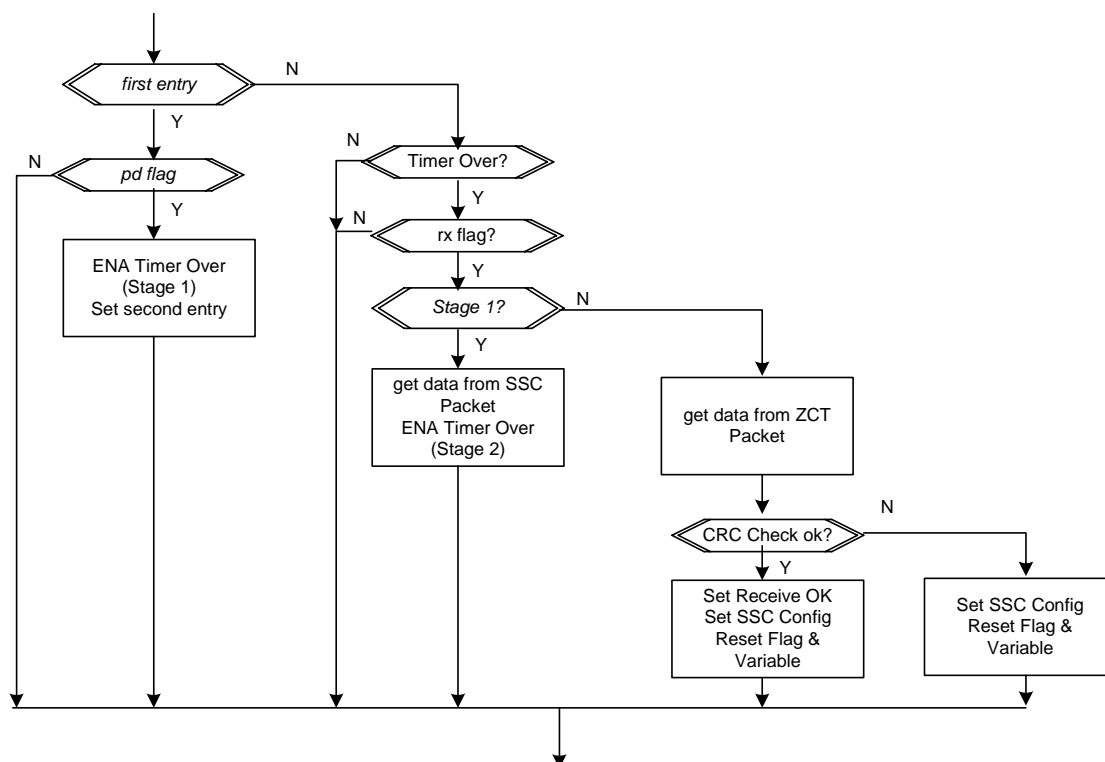 first entry
N
Y
N
pd flag
Y
ENA Timer Over
(Stage 1)
Set second entry
N
Timer Over?
Y
N
rx flag?
Y
Stage 1?
N
Y
get data from SSC
Packet
ENA Timer Over
(Stage 2)
get data from ZCT
Packet
CRC Check ok?
N
Y
Set Receive OK
Set SSC Config
Reset Flag &
Variable
Set SSC Config
Reset Flag &
Variable